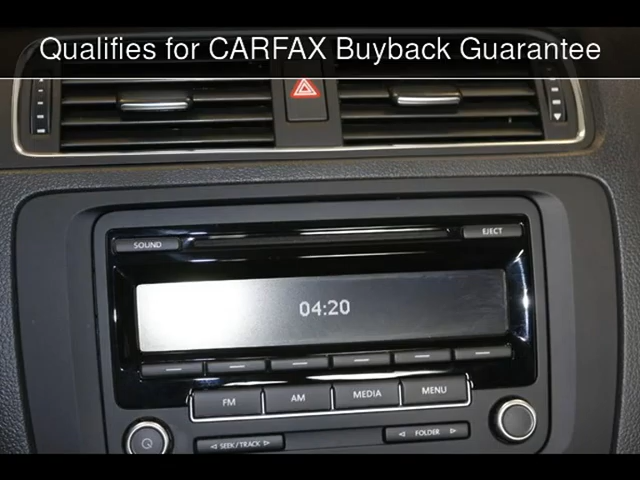 Qualifies for CARFAX Buyback Guarantee
SOUND
EJECT
04:20
FM
AM
MEDIA
MENU
SEEK/TRACK
FOLDER